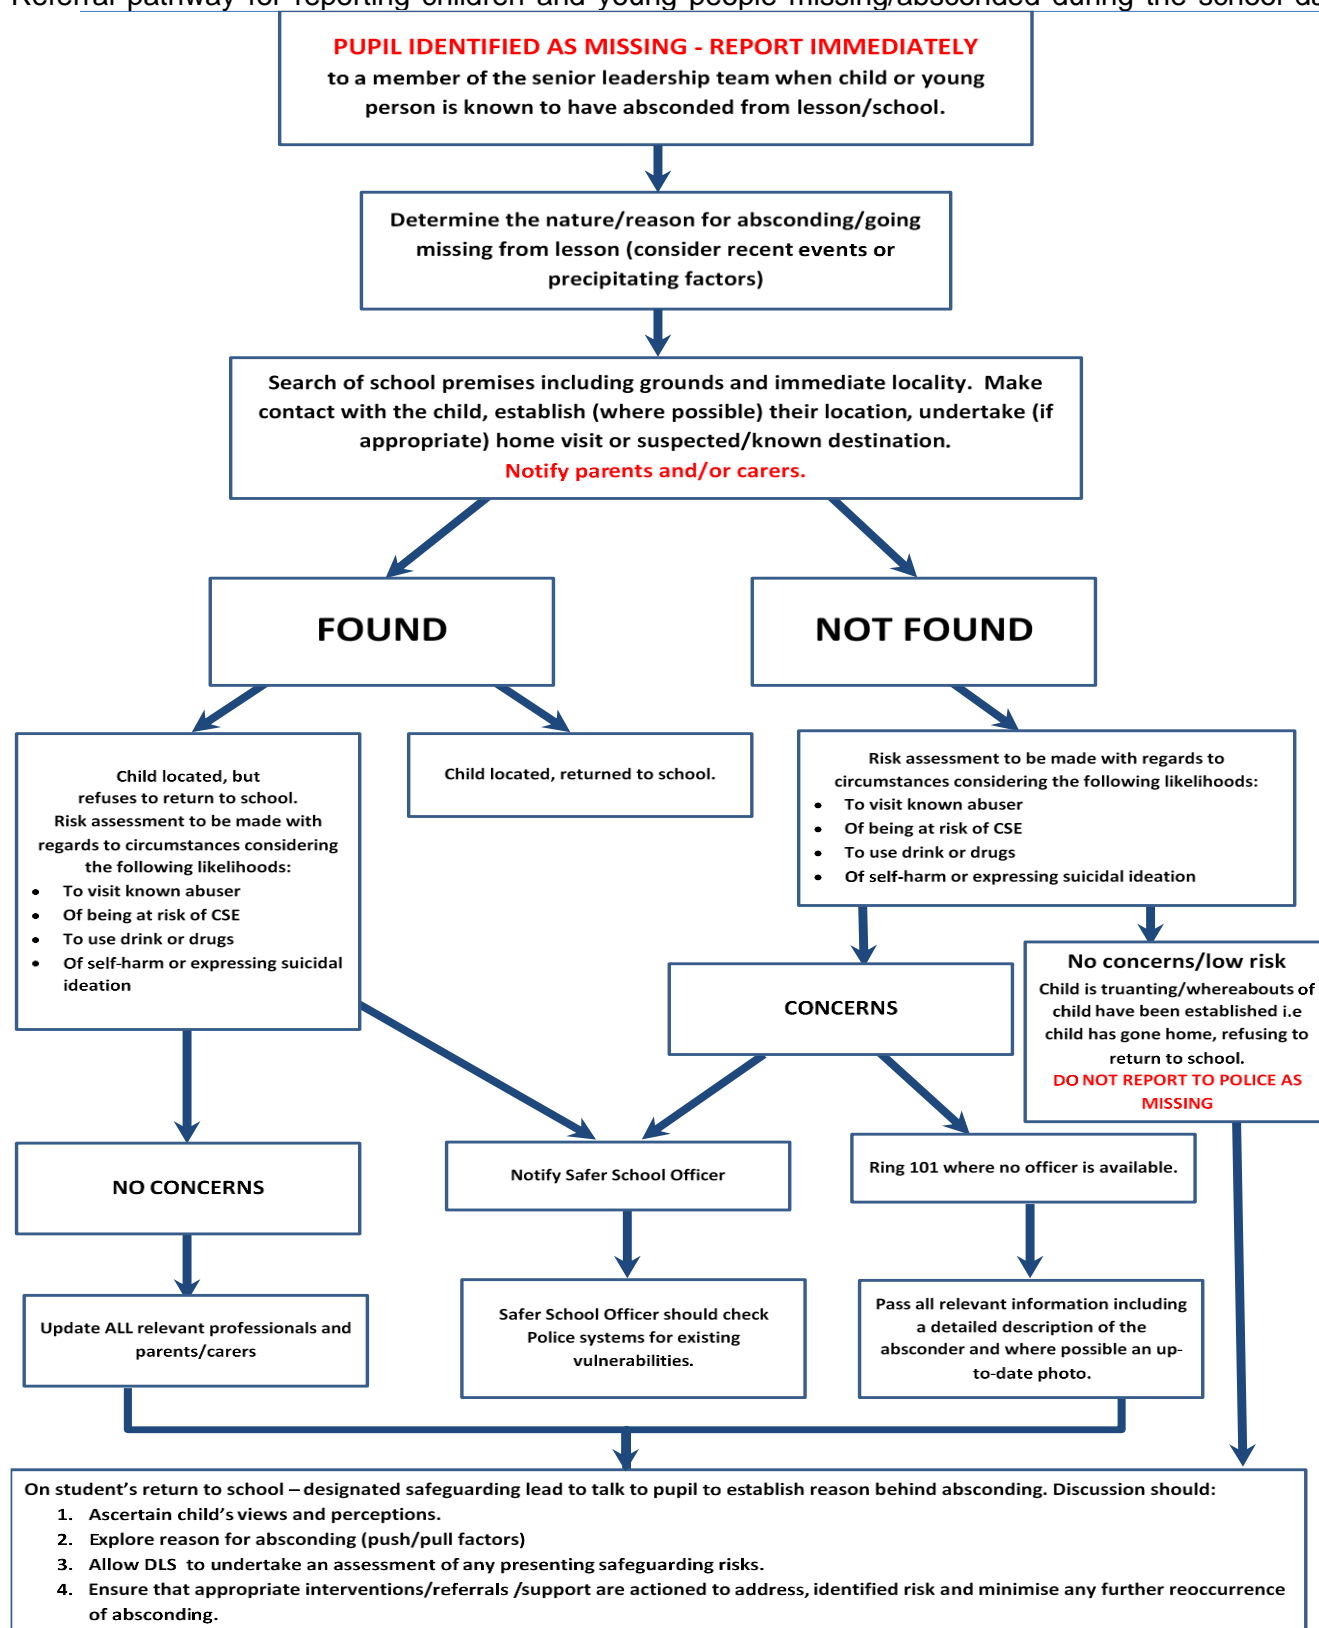 Referral pathway for reporting children and young people missing/absconded during the school da
PUPIL IDENTIFIED AS MISSING - REPORT IMMEDIATELY
to a member of the senior leadership team when child or young
person is known to have absconded from lesson/school.
Determine the nature/reason for absconding/going
missing from lesson (consider recent events or
precipitating factors)
Search of school premises including grounds and immediate locality. Make
contact with the child, establish (where possible) their location, undertake (if
appropriate) home visit or suspected/known destination.
Notify parents and/or carers.
FOUND
NOT FOUND
Child located, but
refuses to return to school.
Risk assessment to be made with
regards to circumstances considering
the following likelihoods:
• To visit known abuser
• Of being at risk of CSE
• To use drink or drugs
• Of self-harm or expressing suicidal
ideation
Child located, returned to school.
Risk assessment to be made with regards to
circumstances considering the following likelihoods:
• To visit known abuser
• Of being at risk of CSE
• To use drink or drugs
• Of self-harm or expressing suicidal ideation
CONCERNS
No concerns/low risk
Child is truanting/whereabouts of
child have been established i.e
child has gone home, refusing to
return to school.
DO NOT REPORT TO POLICE AS
MISSING
NO CONCERNS
Notify Safer School Officer
Ring 101 where no officer is available.
Update ALL relevant professionals and
parents/carers
Safer School Officer should check
Police systems for existing
vulnerabilities.
Pass all relevant information including
a detailed description of the
absconder and where possible an up-
to-date photo.
On student’s return to school – designated safeguarding lead to talk to pupil to establish reason behind absconding. Discussion should:
1. Ascertain child’s views and perceptions.
2. Explore reason for absconding (push/pull factors)
3. Allow DLS to undertake an assessment of any presenting safeguarding risks.
4. Ensure that appropriate interventions/referrals /support are actioned to address, identified risk and minimise any further reoccurrence
of absconding.